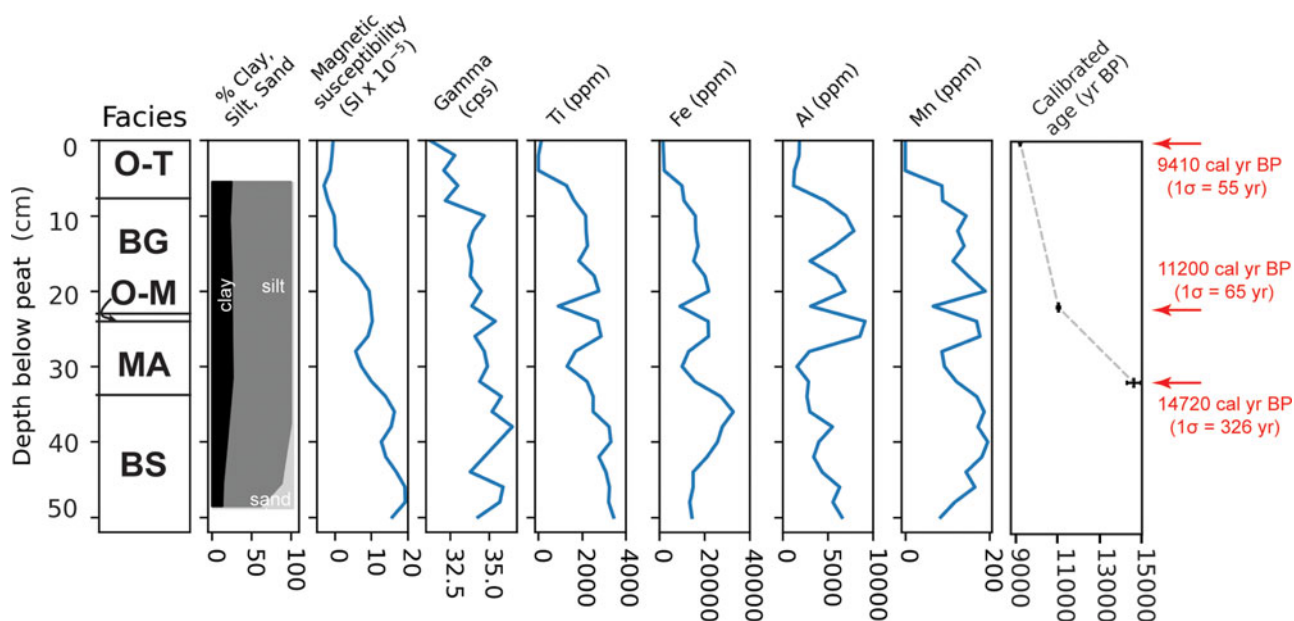 % Clay,
Silt, Sand
Magnetic
susceptibility
(SI x 10⁻⁵)
Gamma
(cps)
Ti (ppm)
Fe (ppm)
Al (ppm)
Mn (ppm)
Calibrated
age (yr BP)
Facies
Depth below peat (cm)
0
10
20
30
40
50
O-T
BG
O-M
MA
BS
clay
silt
sand
9410 cal yr BP
(1σ = 55 yr)
11200 cal yr BP
(1σ = 65 yr)
14720 cal yr BP
(1σ = 326 yr)
0
50
100
0
10
20
32.5
35.0
0
2000
4000
0
20000
40000
0
5000
10000
0
200
9000
11000
13000
15000